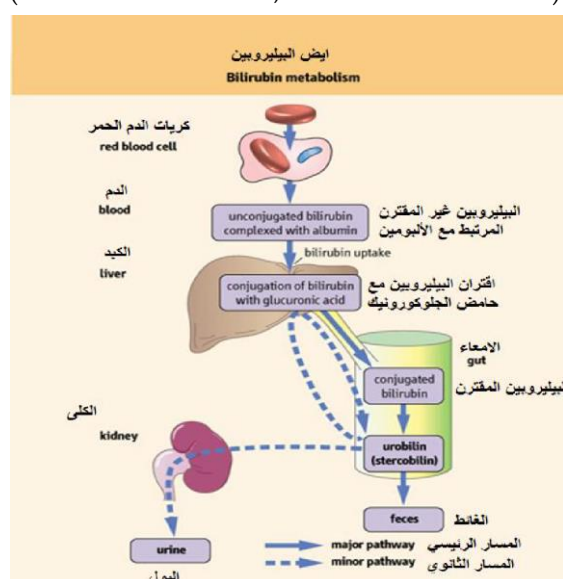 ايض البيليروبين
Bilirubin metabolism
كريات الدم الحمر
red blood cell
الدم
blood
unconjugated bilirubin
complexed with albumin
البيليروبين غير المقترن
المرتبط مع الألبومين
bilirubin uptake
الكبد
liver
conjugation of bilirubin
with glucuronic acid
اقتران البيليروبين مع
حامض الجلوكورونيك
الامعاء
gut
conjugated
bilirubin
البيليروبين المقترن
الكلى
kidney
urobilin
(stercobilin)
feces
الغائط
urine
major pathway
المسار الرئيسي
minor pathway
المسار الثانوي